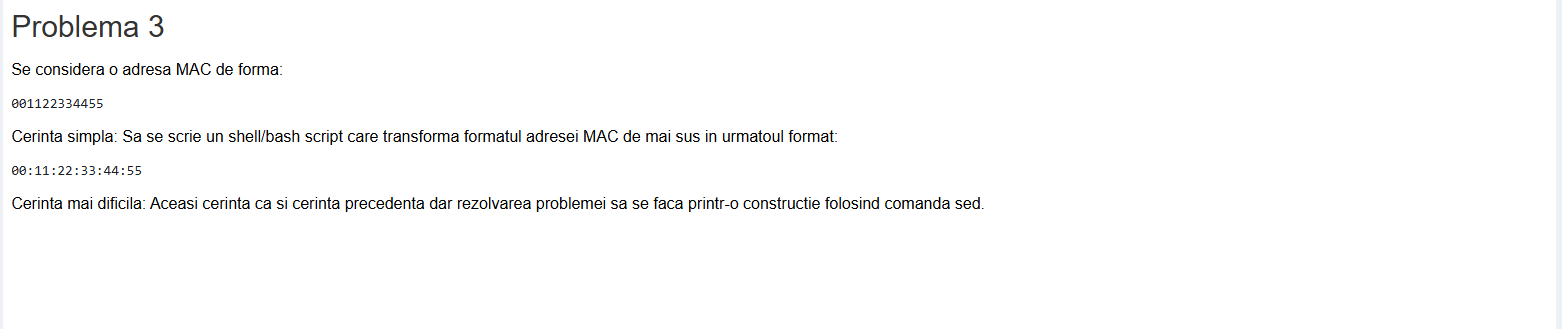 Problema 3
Se considera o adresa MAC de forma:
001122334455
Cerinta simpla: Sa se scrie un shell/bash script care transforma formatul adresei MAC de mai sus in urmatoul format:
00:11:22:33:44:55
Cerinta mai dificila: Aceasi cerinta ca si cerinta precedenta dar rezolvarea problemei sa se faca printr-o constructie folosind comanda sed.